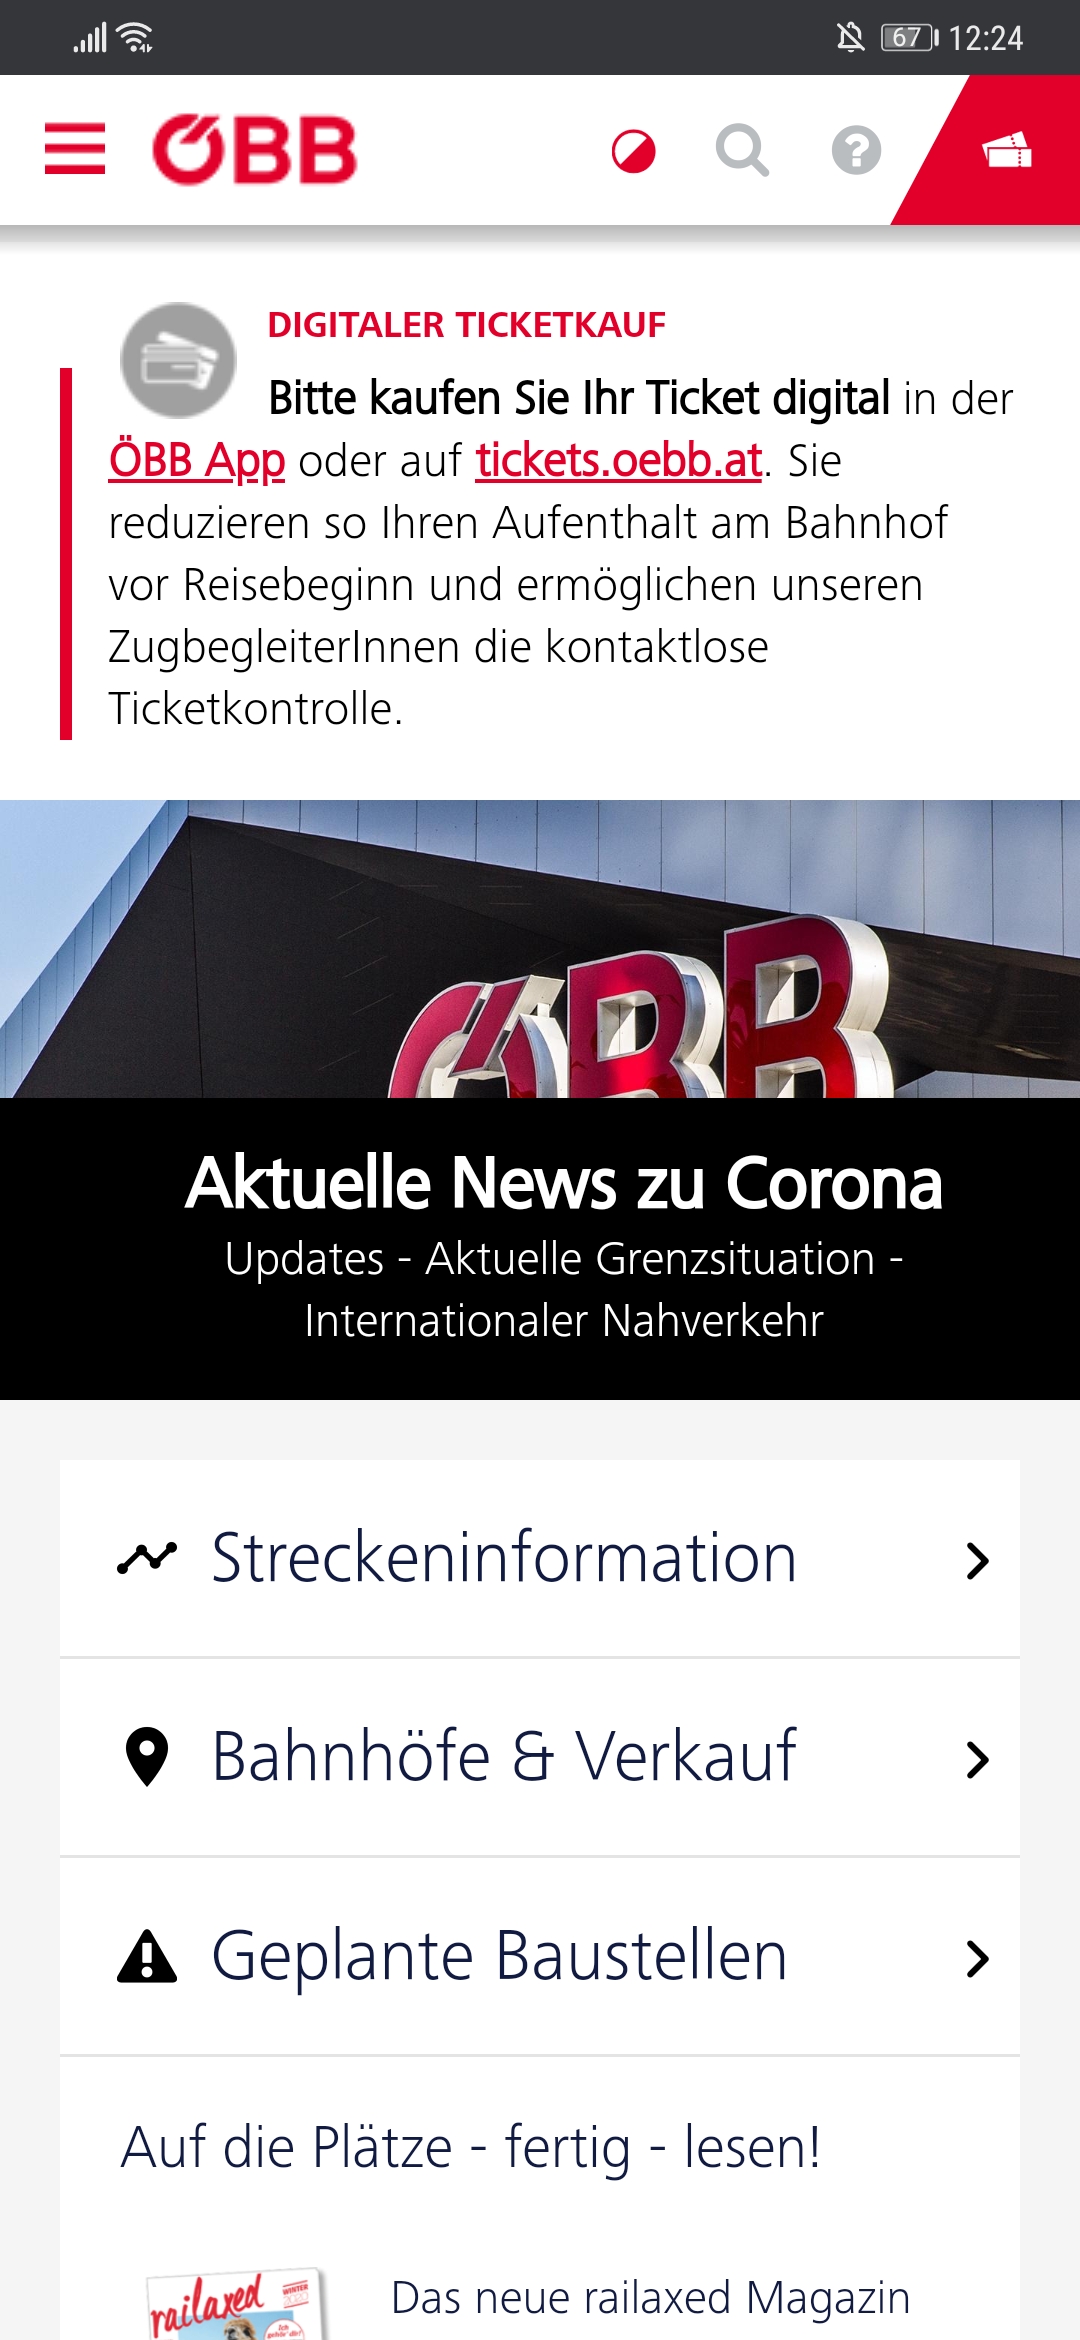 67 12:24
ÖBB
DIGITALER TICKETKAUF
Bitte kaufen Sie Ihr Ticket digital in der
ÖBB App oder auf tickets.oebb.at. Sie
reduzieren so Ihren Aufenthalt am Bahnhof
vor Reisebeginn und ermöglichen unseren
ZugbegleiterInnen die kontaktlose
Ticketkontrolle.
ÖBB
Aktuelle News zu Corona
Updates - Aktuelle Grenzsituation -
Internationaler Nahverkehr
Streckeninformation
Bahnhöfe & Verkauf
Geplante Baustellen
Auf die Plätze - fertig - lesen!
railaxed
WINTER
Das neue railaxed Magazin